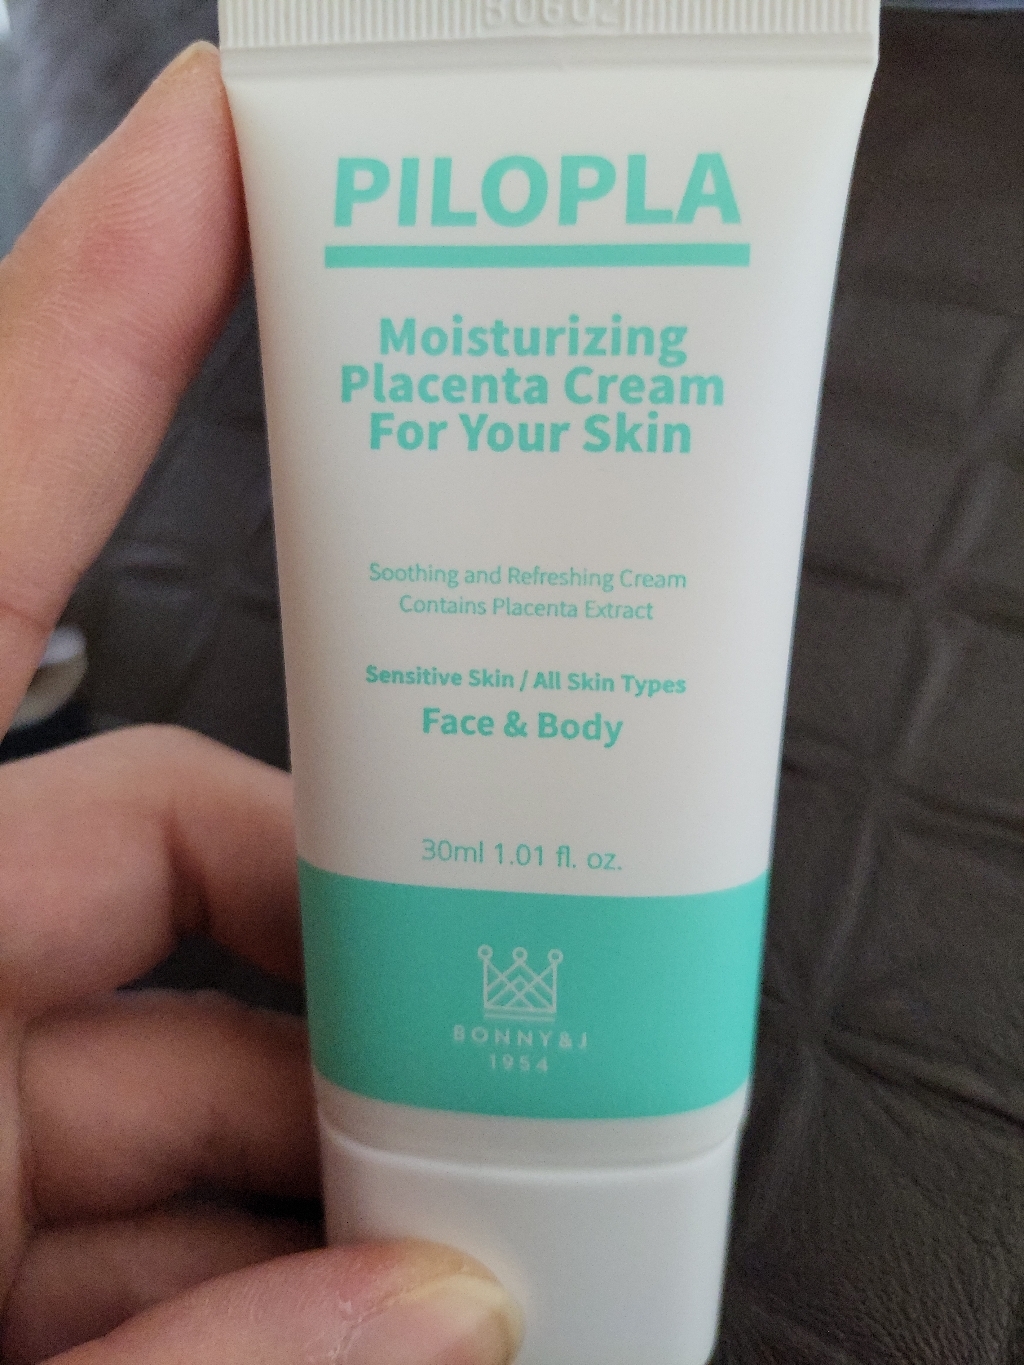 PILOPLA
Moisturizing
Placenta Cream
For Your Skin
Soothing and Refreshing Cream
Contains Placenta Extract
Sensitive Skin / All Skin Types
Face & Body
30ml 1.01 fl. oz.
BONNY&J
1954